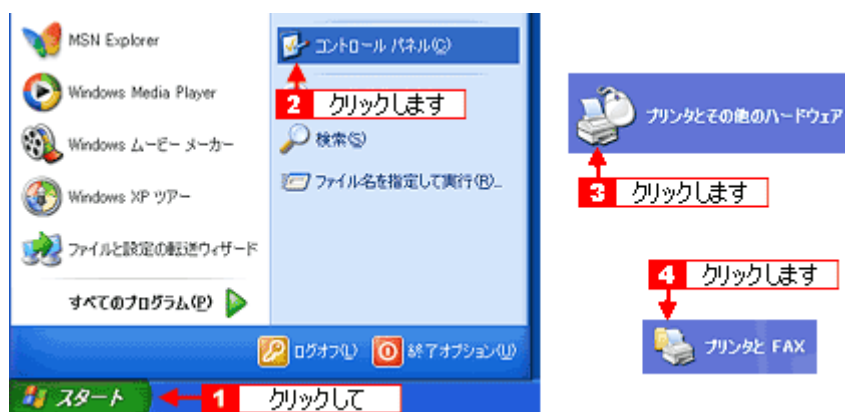 MSN Explorer
Windows Media Player
Windows ムービー メーカー
Windows XP ツアー
ファイルと設定の転送ウィザード
すべてのプログラム(P)
コントロール パネル(C)
2 クリックします
検索(S)
ファイル名を指定して実行(R)...
ログオフ(L)
終了オプション(U)
スタート
1 クリックして
プリンタとその他のハードウェア
3 クリックします
4 クリックします
プリンタと FAX